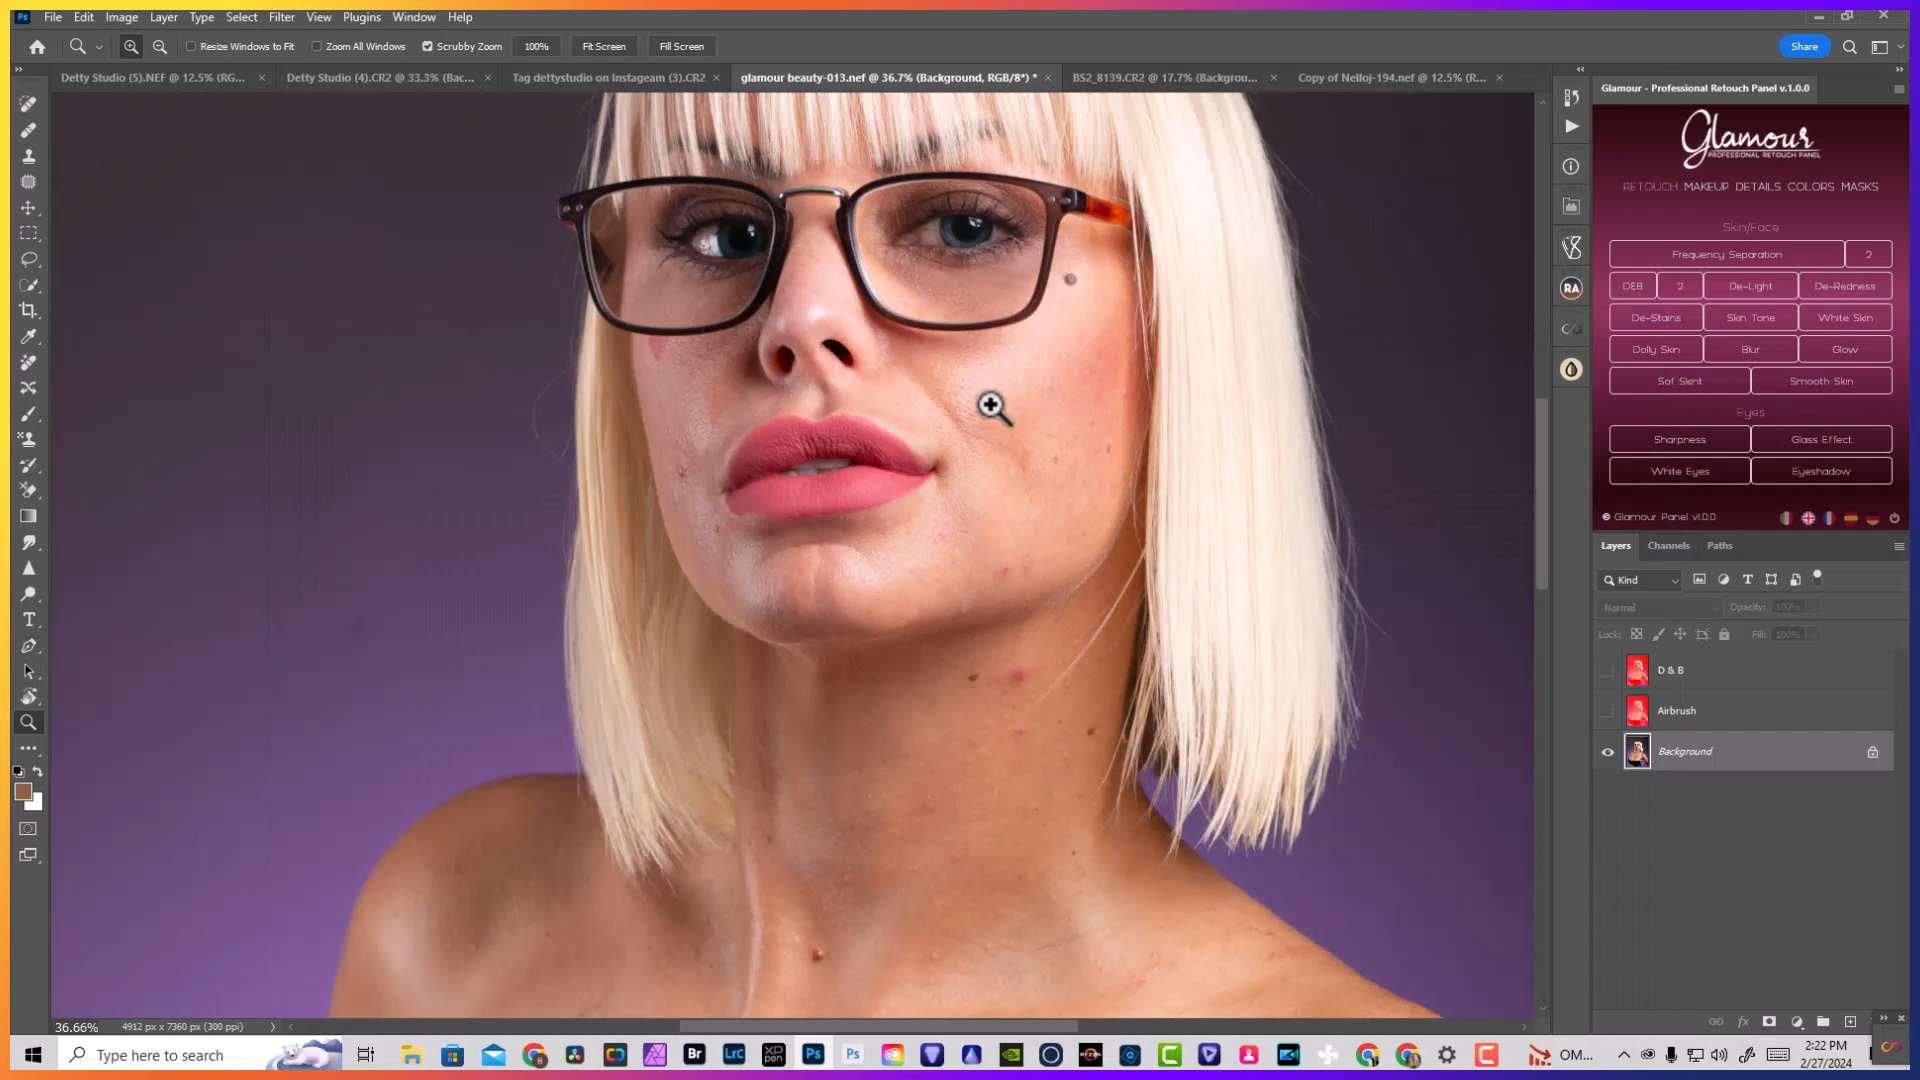 File Edit Image Layer Type Select Filter View Plugins Window Help
Resize Windows to Fit Zoom All Windows 100% Fit Screen Fill Screen Share
Detty Studio (5).NEF @ 12.5% (RG... Detty Studio (4).CR2 @ 33.3% (Bac... Tag dettystudio on Instageam (3).CR2 glamour beauty-013.nef @ 36.7% (Background, RGB/8*) * BS2_8139.CR2 @ 17.7% (Backgrou... Copy of Nelloj-194.nef @ 12.5% (R...
Glamour - Professional Retouch Panel v.1.0.0
Glamour
PROFESSIONAL RETOUCH PANEL
RETOUCH MAKEUP DETAILS COLORS MASKS
Skin/Face
Frequency Separation 2
DEB 2 De-Light De-Redness
De-Stains Skin Tone White Skin
Dolly Skin Blur Glow
Sof Skint Smooth Skin
Eyes
Sharpness Glass Effect
White Eyes Eyeshadow
© Glamour Panel v1.0.0
Layers Channels Paths
Kind
Normal Opacity: 100%
Lock: Fill: 100%
D & B
Airbrush
Background
36.66% 4912 px x 7360 px (300 ppi)
Type here to search
OM...
2:22 PM
2/27/2024